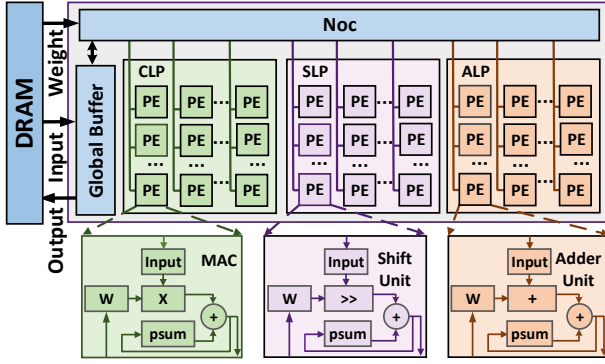 Noc
DRAM
Weight
Input
Output
Global Buffer
CLP
PE PE ... PE
PE PE ... PE
... ... ...
PE PE ... PE
SLP
PE PE ... PE
PE PE ... PE
... ... ...
PE PE ... PE
ALP
PE PE ... PE
PE PE ... PE
... ... ...
PE PE ... PE
MAC
Input
W
X
+
psum
Shift
Unit
Input
W
>>
+
psum
Adder
Unit
Input
W
+
+
psum